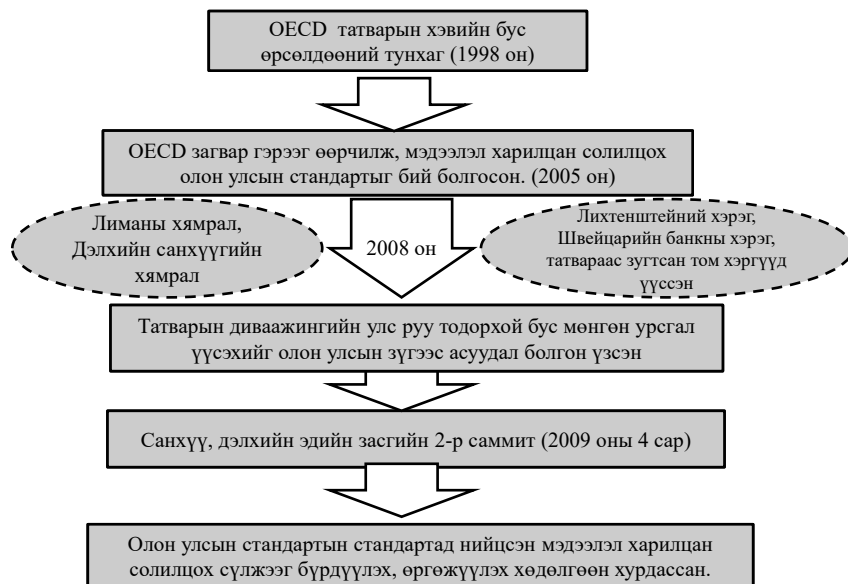 OECD татварын хэвийн бус
өрсөлдөөний тунхаг (1998 он)
OECD загвар гэрээг өөрчилж, мэдээлэл харилцан солилцох
олон улсын стандартыг бий болгосон. (2005 он)
Лиманы хямрал,
Дэлхийн санхүүгийн
хямрал
2008 он
Лихтенштейний хэрэг,
Швейцарийн банкны хэрэг,
татвараас зугтсан том хэргүүд
үүссэн
Татварын диваажингийн улс руу тодорхой бус мөнгөн урсгал
үүсэхийг олон улсын зүгээс асуудал болгон үзсэн
Санхүү, дэлхийн эдийн засгийн 2-р саммит (2009 оны 4 сар)
Олон улсын стандартын стандартад нийцсэн мэдээлэл харилцан
солилцох сүлжээг бүрдүүлэх, өргөжүүлэх хөдөлгөөн хурдассан.